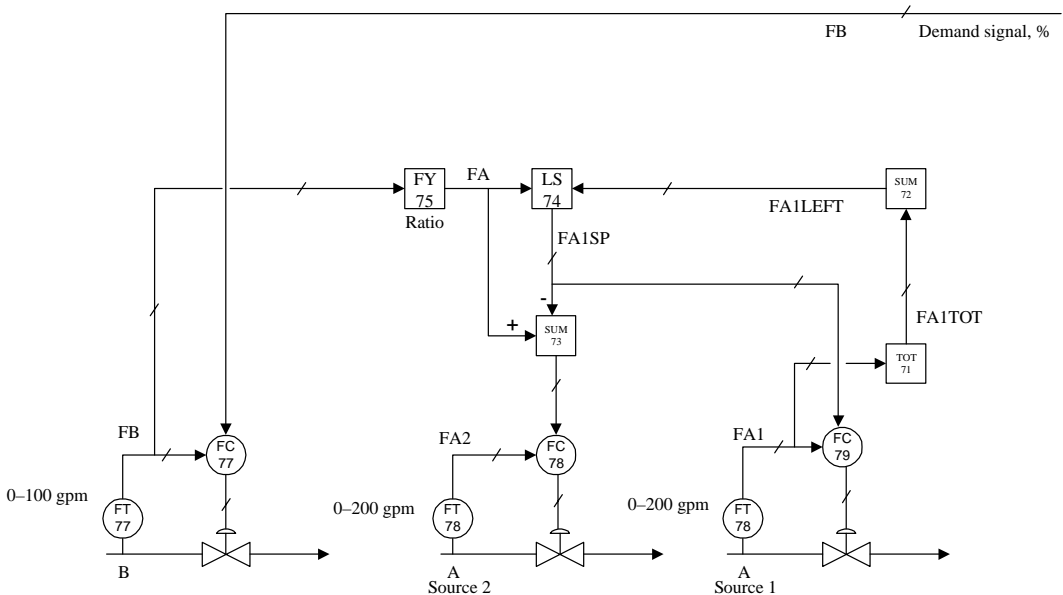 FB
Demand signal, %
FY
75
Ratio
FA
LS
74
SUM
72
FA1LEFT
FA1SP
-
+
SUM
73
FA1TOT
TOT
71
FB
FC
77
FA2
FC
78
FA1
FC
79
0–100 gpm
FT
77
0–200 gpm
FT
78
0–200 gpm
FT
78
B
A
Source 2
A
Source 1